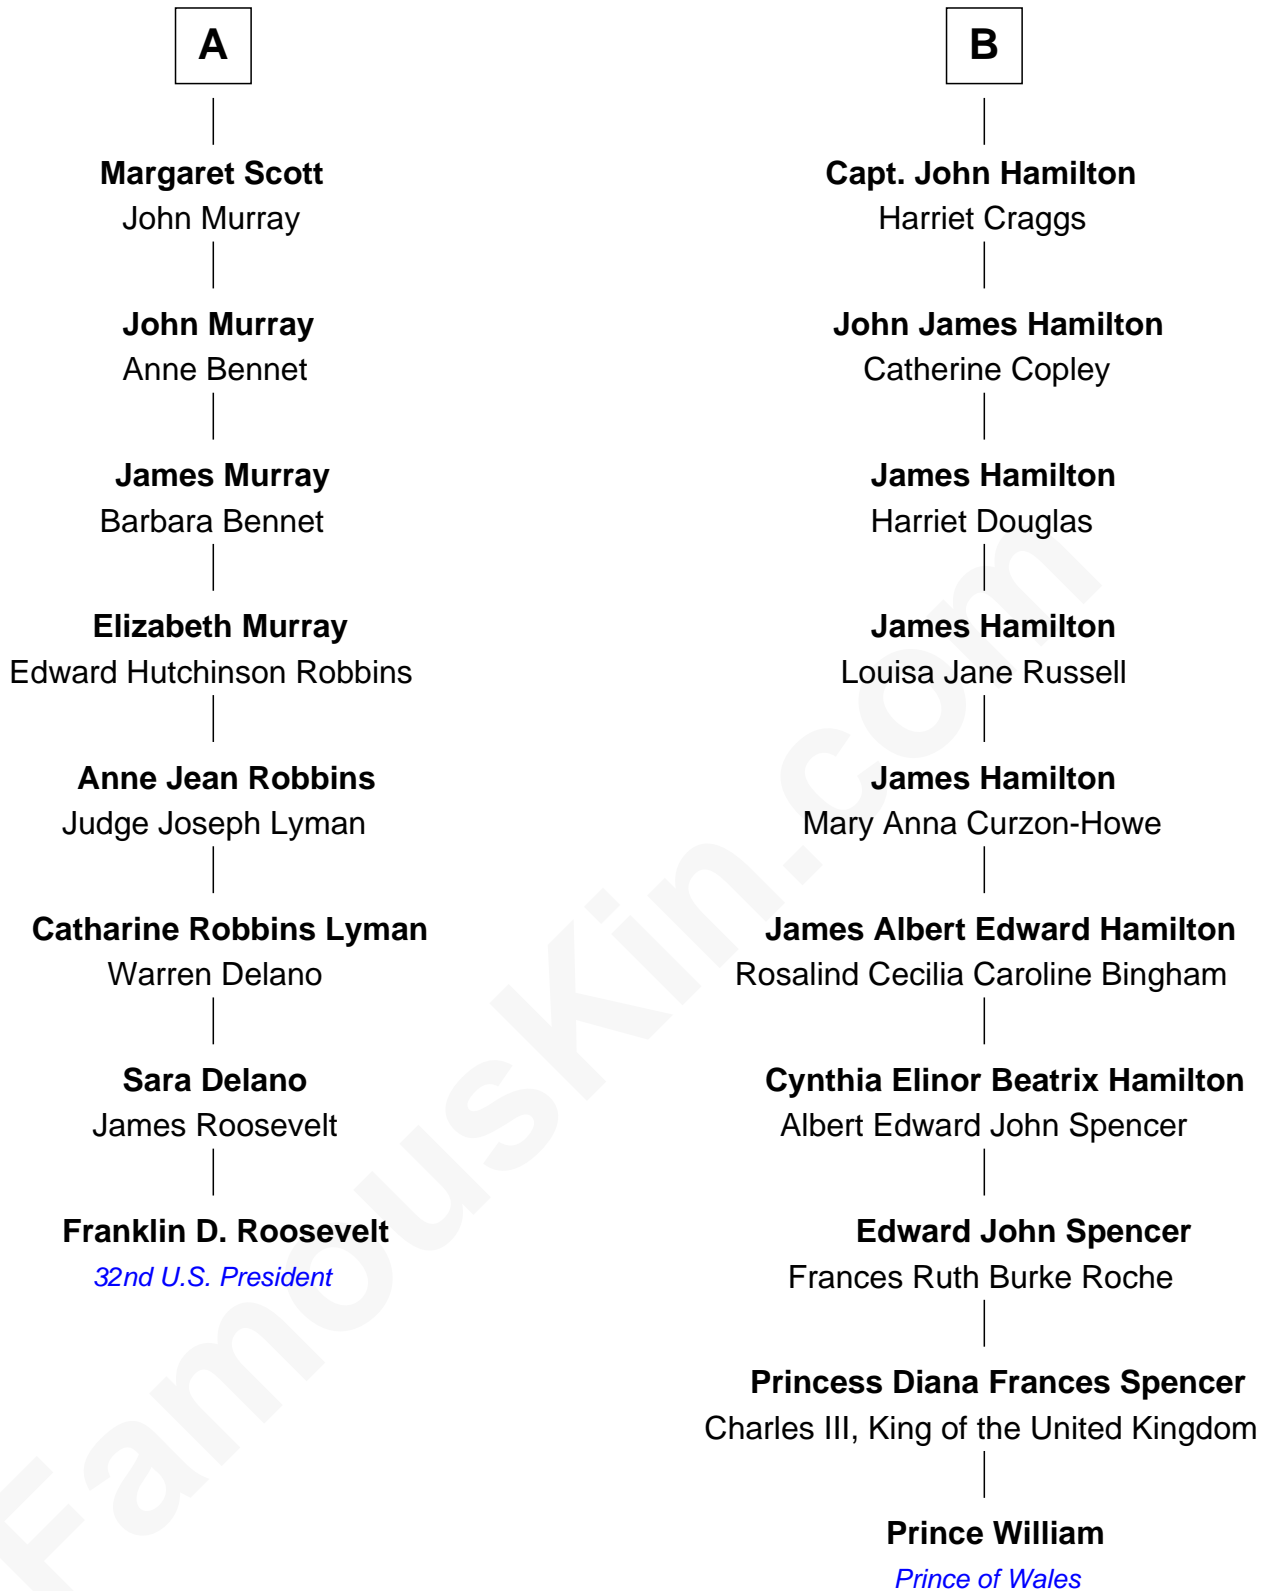 A
Margaret Scott
John Murray
John Murray
Anne Bennet
James Murray
Barbara Bennet
Elizabeth Murray
Edward Hutchinson Robbins
Anne Jean Robbins
Judge Joseph Lyman
Catharine Robbins Lyman
Warren Delano
Sara Delano
James Roosevelt
Franklin D. Roosevelt
32nd U.S. President
B
Capt. John Hamilton
Harriet Craggs
John James Hamilton
Catherine Copley
James Hamilton
Harriet Douglas
James Hamilton
Louisa Jane Russell
James Hamilton
Mary Anna Curzon-Howe
James Albert Edward Hamilton
Rosalind Cecilia Caroline Bingham
Cynthia Elinor Beatrix Hamilton
Albert Edward John Spencer
Edward John Spencer
Frances Ruth Burke Roche
Princess Diana Frances Spencer
Charles III, King of the United Kingdom
Prince William
Prince of Wales
FamousKin.com